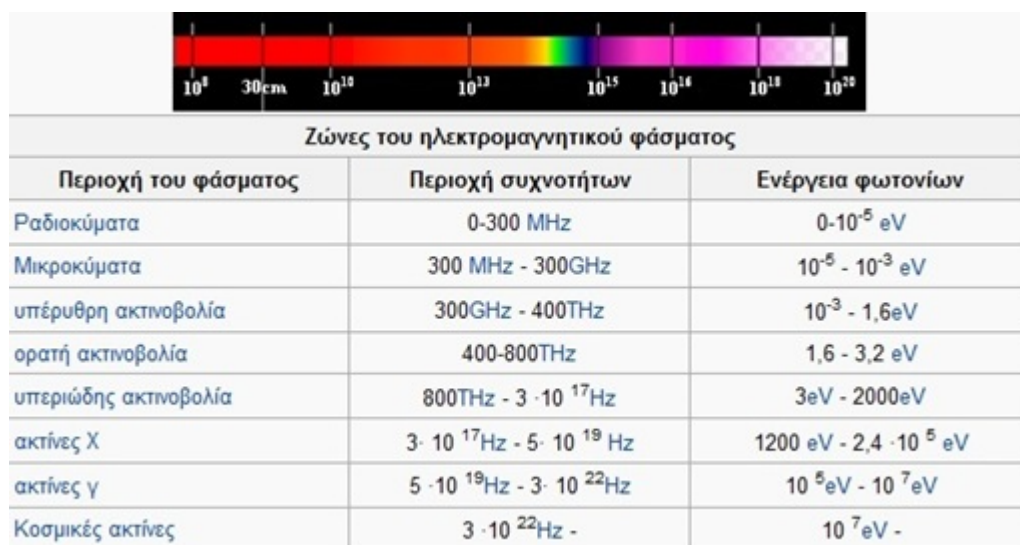 10⁸ 30cm 10¹⁰ 10¹³ 10¹⁵ 10¹⁶ 10¹⁸ 10²⁰
Ζώνες του ηλεκτρομαγνητικού φάσματος
Περιοχή του φάσματος Περιοχή συχνοτήτων Ενέργεια φωτονίων
Ραδιοκύματα 0-300 MHz 0-10⁻⁵ eV
Μικροκύματα 300 MHz - 300GHz 10⁻⁵ - 10⁻³ eV
υπέρυθρη ακτινοβολία 300GHz - 400THz 10⁻³ - 1,6eV
ορατή ακτινοβολία 400-800THz 1,6 - 3,2 eV
υπεριώδης ακτινοβολία 800THz - 3 ·10 ¹⁷Hz 3eV - 2000eV
ακτίνες Χ 3· 10 ¹⁷Hz - 5· 10 ¹⁹ Hz 1200 eV - 2,4 ·10 ⁵ eV
ακτίνες γ 5 ·10 ¹⁹Hz - 3· 10 ²²Hz 10 ⁵eV - 10 ⁷eV
Κοσμικές ακτίνες 3 ·10 ²²Hz - 10 ⁷eV -